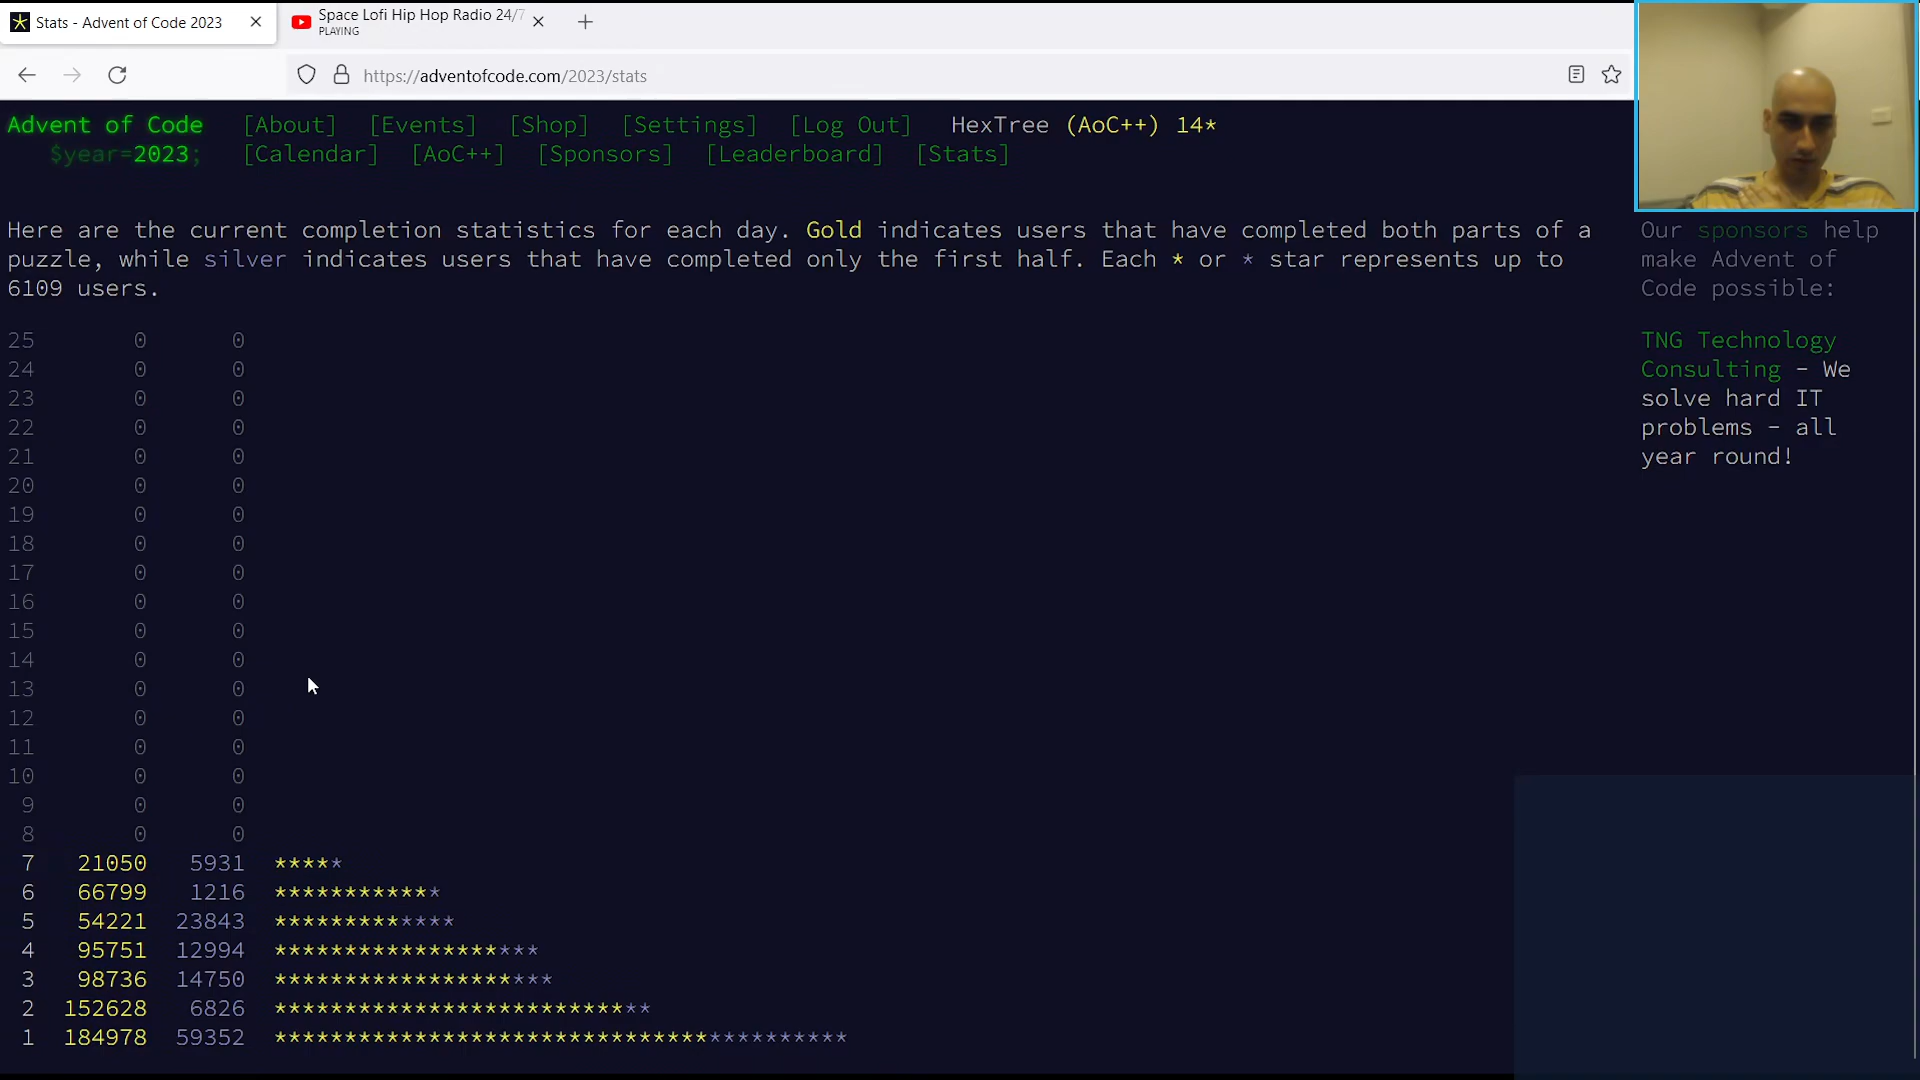 Stats - Advent of Code 2023
Space Lofi Hip Hop Radio 24/7
PLAYING
https://adventofcode.com/2023/stats
Advent of Code [About] [Events] [Shop] [Settings] [Log Out] HexTree (AoC++) 14*
$year=2023; [Calendar] [AoC++] [Sponsors] [Leaderboard] [Stats]
Here are the current completion statistics for each day. Gold indicates users that have completed both parts of a
puzzle, while silver indicates users that have completed only the first half. Each * or * star represents up to
6109 users.
Our sponsors help
make Advent of
Code possible:
TNG Technology
Consulting - We
solve hard IT
problems - all
year round!
25 0 0
24 0 0
23 0 0
22 0 0
21 0 0
20 0 0
19 0 0
18 0 0
17 0 0
16 0 0
15 0 0
14 0 0
13 0 0
12 0 0
11 0 0
10 0 0
9 0 0
8 0 0
7 21050 5931 *****
6 66799 1216 ************
5 54221 23843 *************
4 95751 12994 *******************
3 98736 14750 ********************
2 152628 6826 ***************************
1 184978 59352 *****************************************